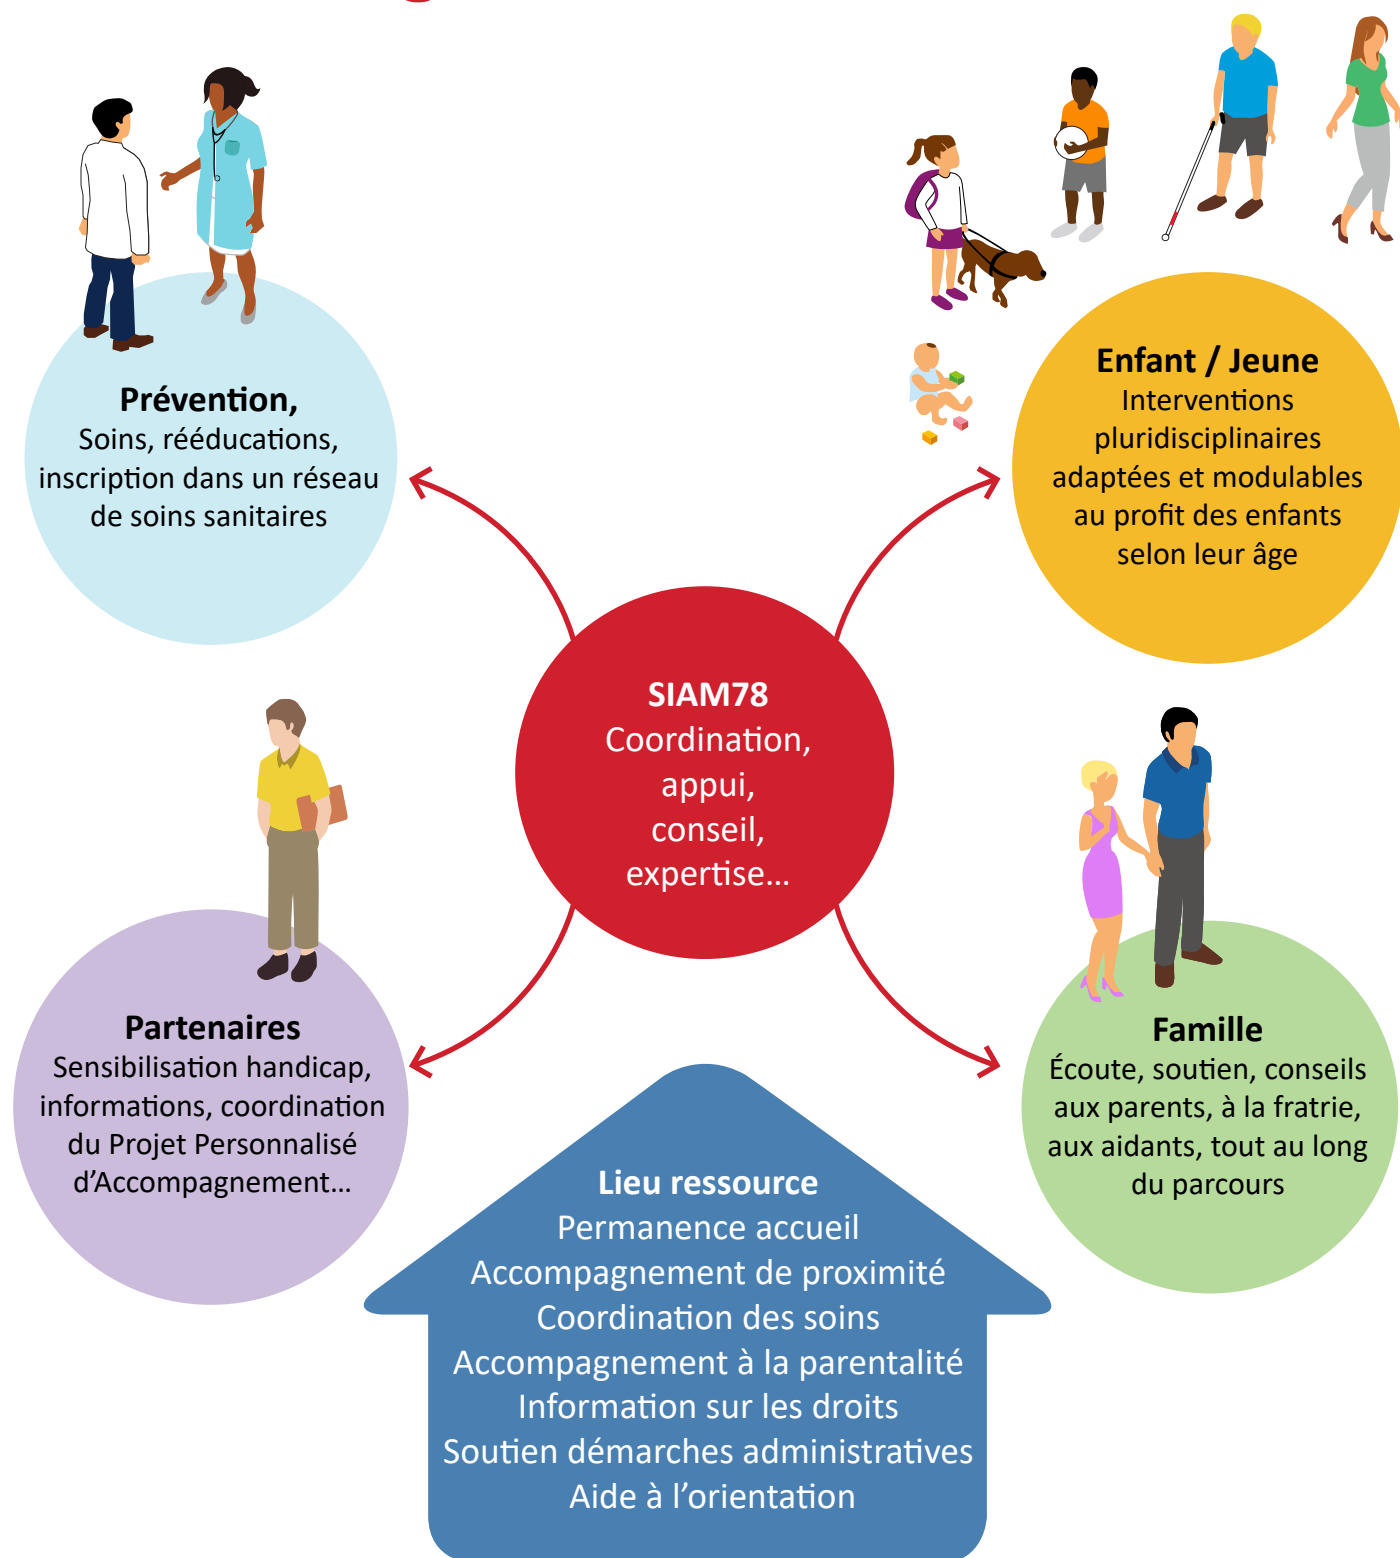 Prévention,
Soins, rééducations,
inscription dans un réseau
de soins sanitaires
Enfant / Jeune
Interventions
pluridisciplinaires
adaptées et modulables
au profit des enfants
selon leur âge
SIAM78
Coordination,
appui,
conseil,
expertise…
Partenaires
Sensibilisation handicap,
informations, coordination
du Projet Personnalisé
d’Accompagnement…
Famille
Écoute, soutien, conseils
aux parents, à la fratrie,
aux aidants, tout au long
du parcours
Lieu ressource
Permanence accueil
Accompagnement de proximité
Coordination des soins
Accompagnement à la parentalité
Information sur les droits
Soutien démarches administratives
Aide à l’orientation